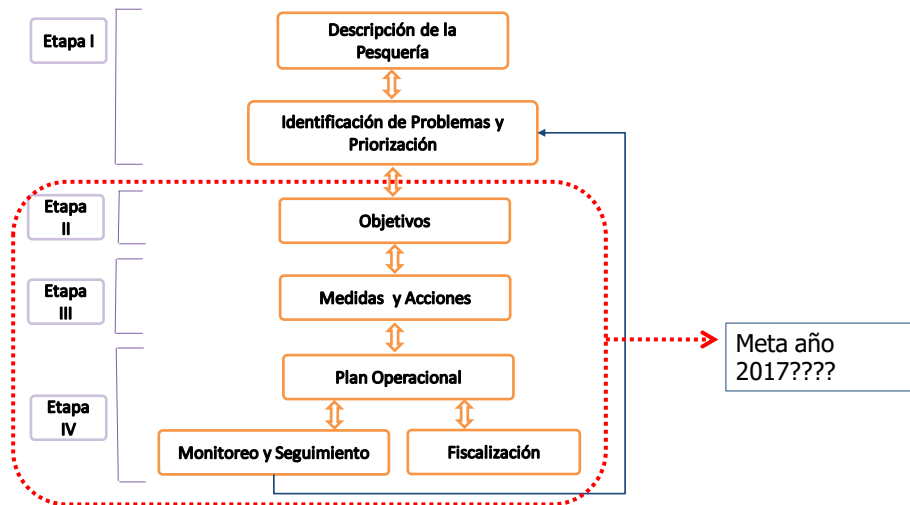 Etapa I
Descripción de la
Pesquería
Identificación de Problemas y
Priorización
Etapa
II
Objetivos
Etapa
III
Medidas y Acciones
Etapa
IV
Plan Operacional
Monitoreo y Seguimiento
Fiscalización
Meta año
2017????